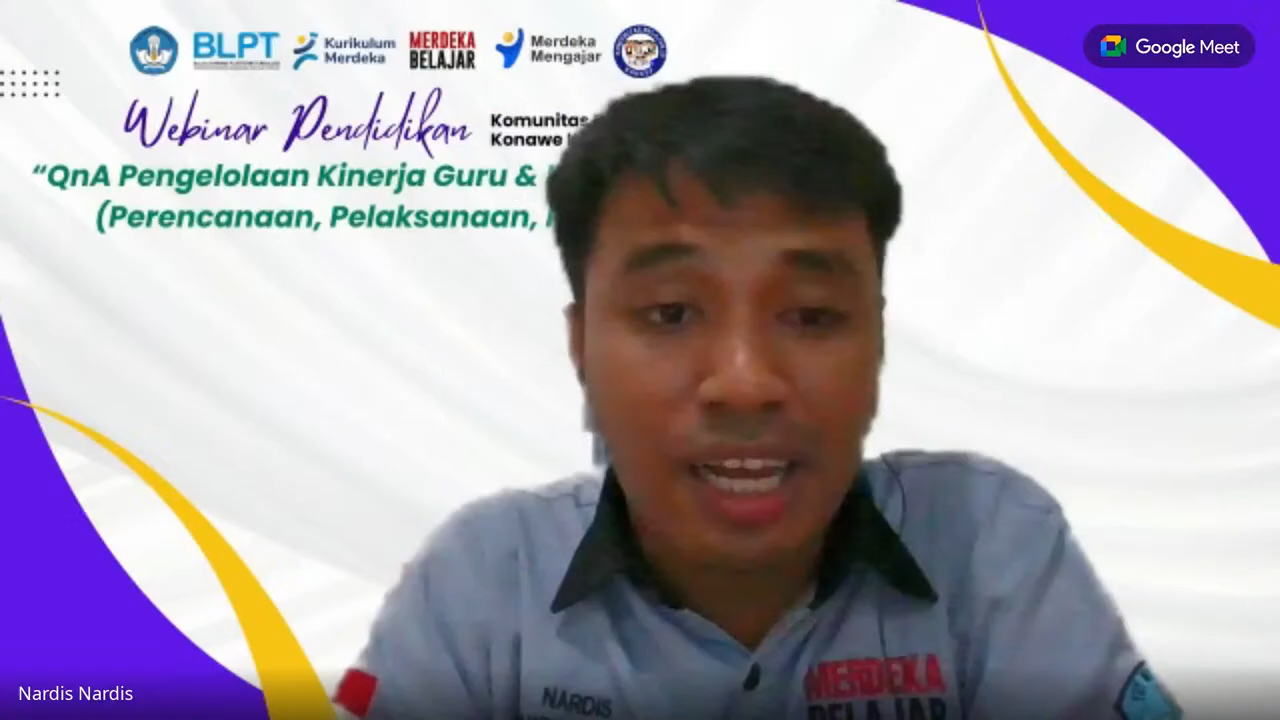 BLPT
Kurikulum
Merdeka
MERDEKA
BELAJAR
Merdeka
Mengajar
Google Meet
Webinar Pendidikan
Komunitas
Konawe
“QnA Pengelolaan Kinerja Guru &
(Perencanaan, Pelaksanaan,
NARDIS
MERDEKA
BELAJAR
Nardis Nardis